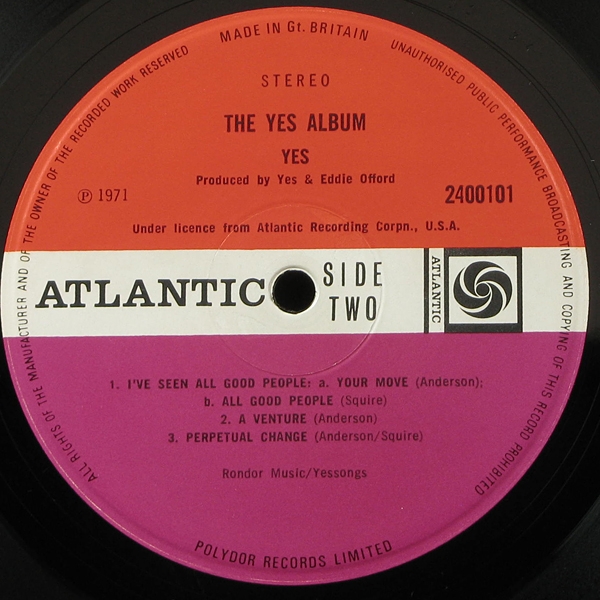 MADE IN Gt. BRITAIN
UNAUTHORISED PUBLIC PERFORMANCE BROADCASTING AND COPYING OF THIS RECORD PROHIBITED
ALL RIGHTS OF THE MANUFACTURER AND OF THE OWNER OF THE RECORDED WORK RESERVED
STEREO
THE YES ALBUM
YES
Produced by Yes & Eddie Offord
℗ 1971
2400101
Under licence from Atlantic Recording Corpn., U.S.A.
ATLANTIC
SIDE
TWO
ATLANTIC
1. I'VE SEEN ALL GOOD PEOPLE: a. YOUR MOVE (Anderson);
b. ALL GOOD PEOPLE (Squire)
2. A VENTURE (Anderson)
3. PERPETUAL CHANGE (Anderson/Squire)
Rondor Music/Yessongs
POLYDOR RECORDS LIMITED